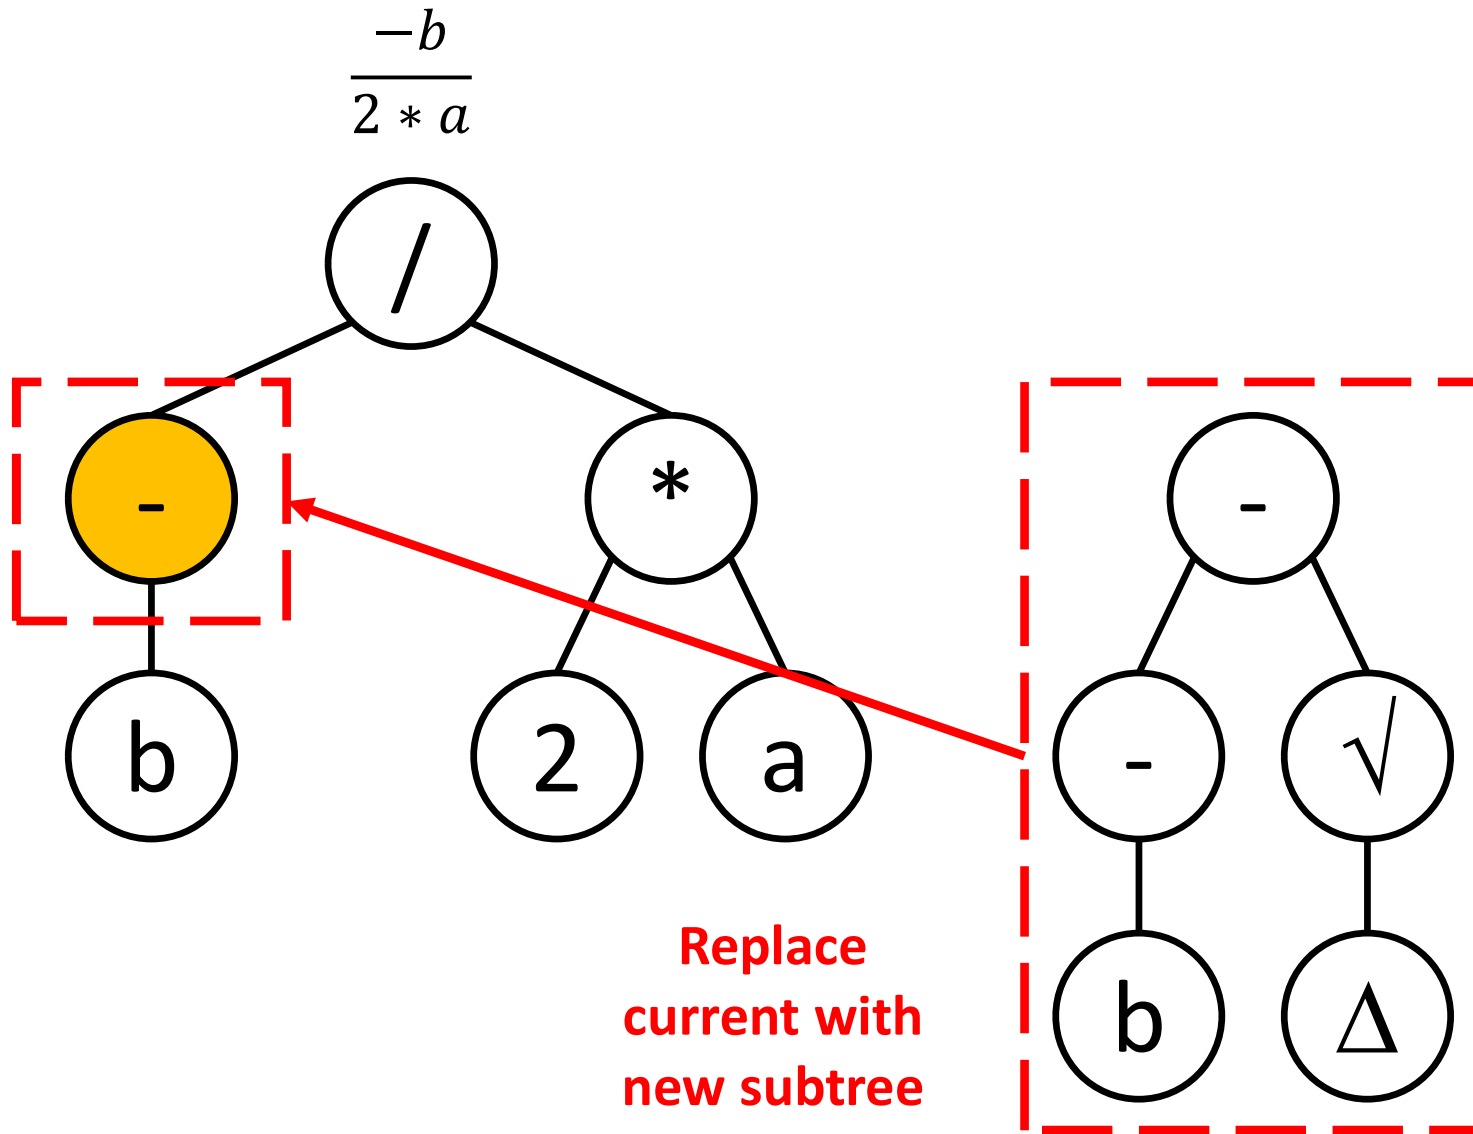 −b
2 ∗ a
/
-
*
-
b
2
a
-
√
Replace
current with
new subtree
b
Δ